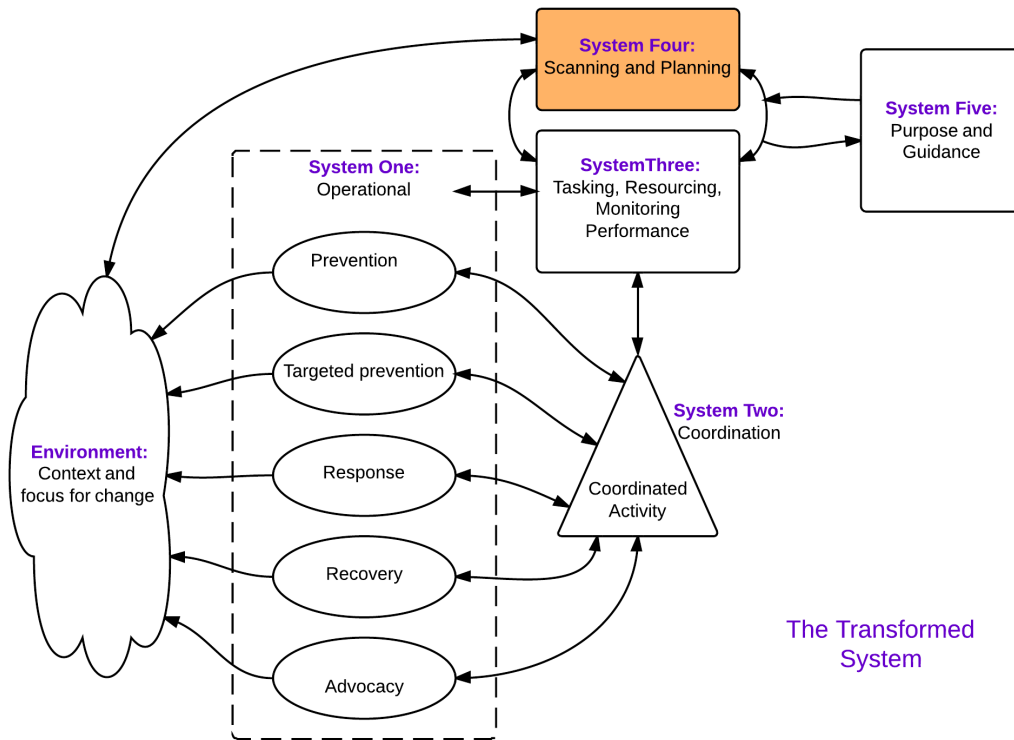 System Four:
Scanning and Planning
System Five:
Purpose and
Guidance
SystemThree:
Tasking, Resourcing,
Monitoring
Performance
System One:
Operational
Prevention
Targeted prevention
Response
Recovery
Advocacy
Environment:
Context and
focus for change
System Two:
Coordination
Coordinated
Activity
The Transformed
System